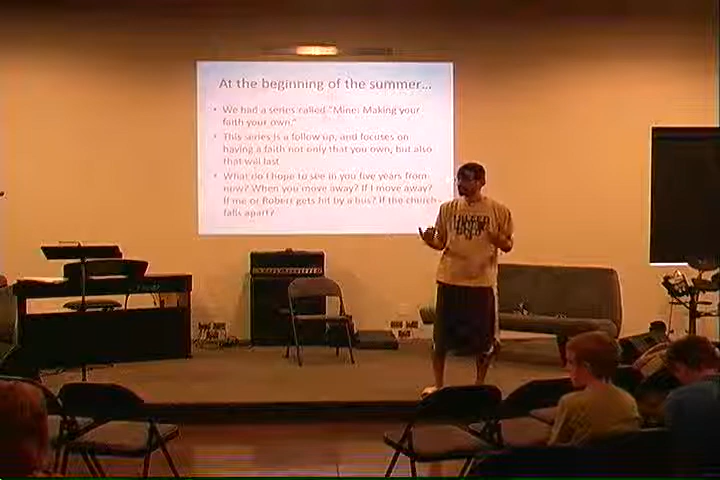 At the beginning of the summer...
• We had a series called "Mine: Making your
faith your own."
• This series is a follow up, and focuses on
having a faith not only that you own, but also
that will last
• What do I hope to see in you five years from
now? When you move away? If I move away?
If me or Robert gets hit by a bus? If the church
falls apart?